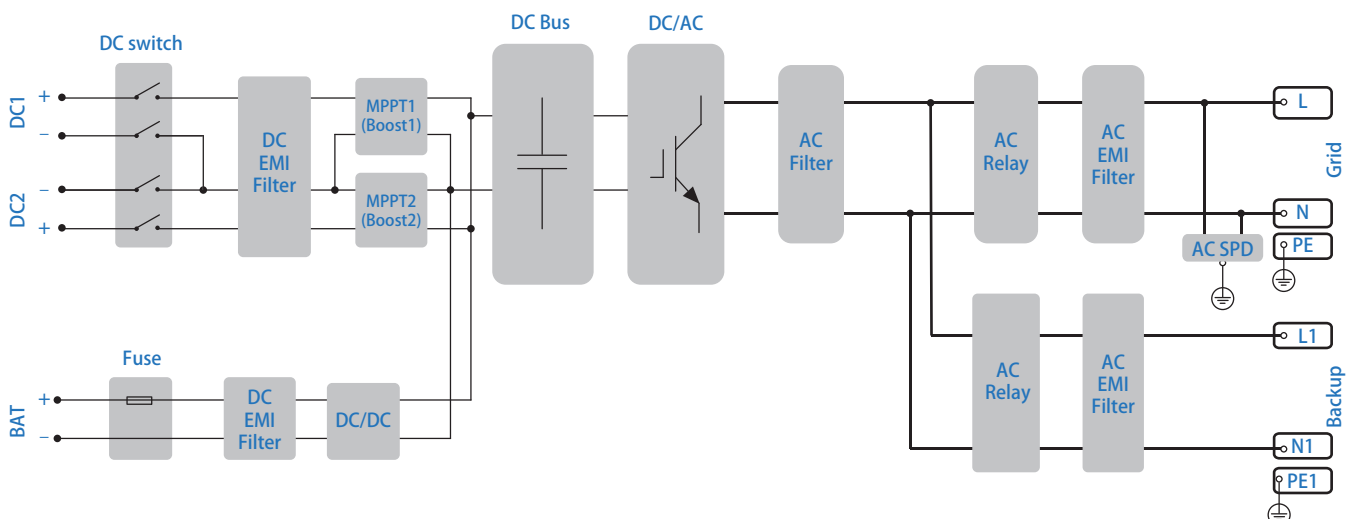 DC Bus
DC/AC
DC switch
DC1
+
−
DC2
−
+
DC
EMI
Filter
MPPT1
(Boost1)
MPPT2
(Boost2)
AC
Filter
AC
Relay
AC
EMI
Filter
L
Grid
N
AC SPD
PE
Fuse
BAT
+
−
DC
EMI
Filter
DC/DC
AC
Relay
AC
EMI
Filter
L1
Backup
N1
PE1